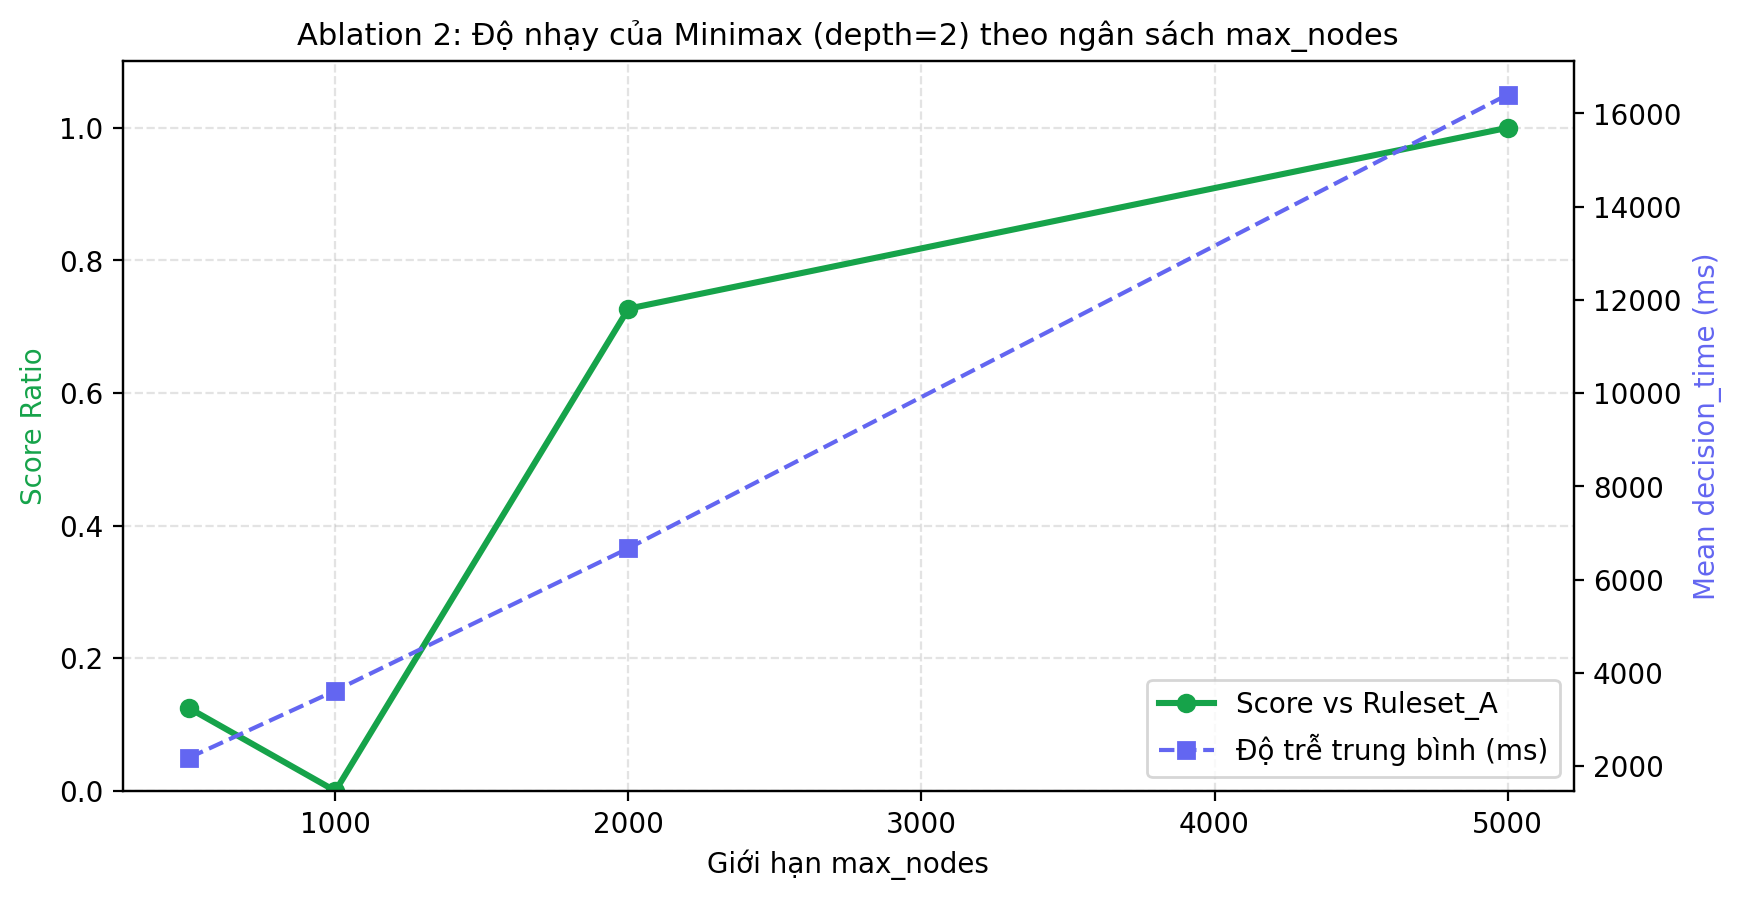 Ablation 2: Độ nhạy của Minimax (depth=2) theo ngân sách max_nodes
Score Ratio
1.0
0.8
0.6
0.4
0.2
0.0
16000
14000
12000
10000
8000
6000
4000
2000
Mean decision_time (ms)
Score vs Ruleset_A
Độ trễ trung bình (ms)
1000 2000 3000 4000 5000
Giới hạn max_nodes